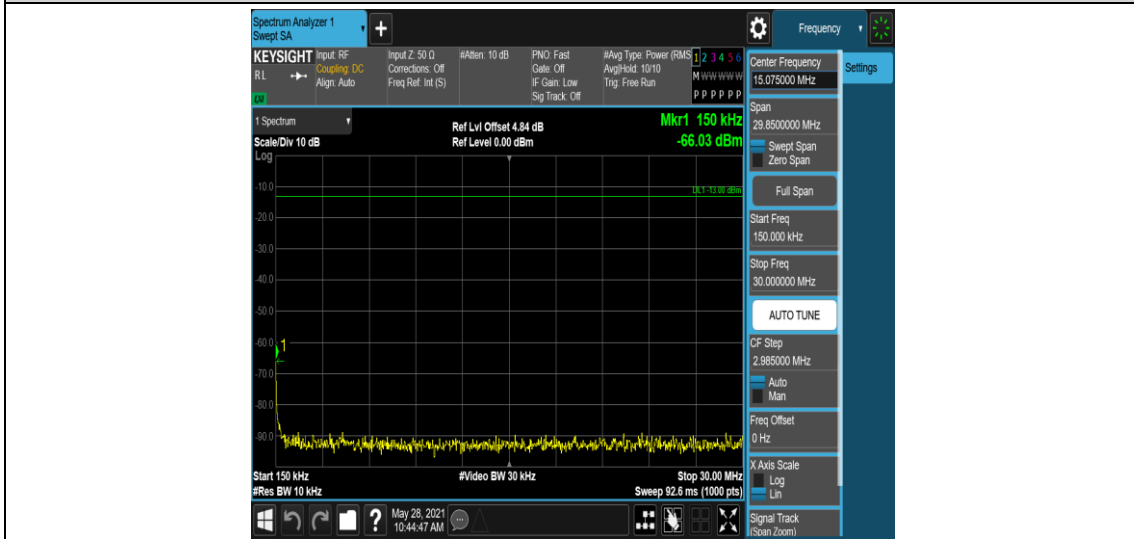 Spectrum Analyzer 1
Swept SA
+
Frequency
KEYSIGHT
RL
LXI
Input: RF
Coupling: DC
Align: Auto
Input Z: 50 Ω
Corrections: Off
Freq Ref: Int (S)
#Atten: 10 dB
PNO: Fast
Gate: Off
IF Gain: Low
Sig Track: Off
#Avg Type: Power (RMS
Avg|Hold: 10/10
Trig: Free Run
1 2 3 4 5 6
M W W W W W
P P P P P P
1 Spectrum
Scale/Div 10 dB
Log
Ref Lvl Offset 4.84 dB
Ref Level 0.00 dBm
Mkr1 150 kHz
-66.03 dBm
DL1 -13.00 dBm
-10.0
-20.0
-30.0
-40.0
-50.0
-60.0
1
-70.0
-80.0
-90.0
Start 150 kHz
#Video BW 30 kHz
Stop 30.00 MHz
#Res BW 10 kHz
Sweep 92.6 ms (1000 pts)
Center Frequency
15.075000 MHz
Settings
Span
29.8500000 MHz
Swept Span
Zero Span
Full Span
Start Freq
150.000 kHz
Stop Freq
30.000000 MHz
AUTO TUNE
CF Step
2.985000 MHz
Auto
Man
Freq Offset
0 Hz
X Axis Scale
Log
Lin
Signal Track
(Span Zoom)
?
May 28, 2021
10:44:47 AM